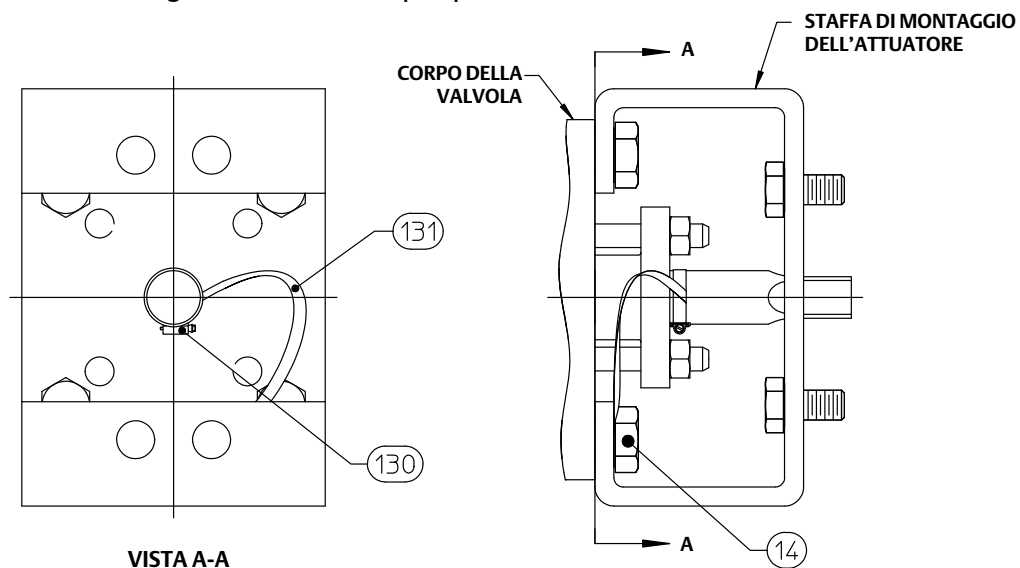 STAFFA DI MONTAGGIO
DELL'ATTUATORE
A
CORPO DELLA
VALVOLA
131
130
A
14
VISTA A-A